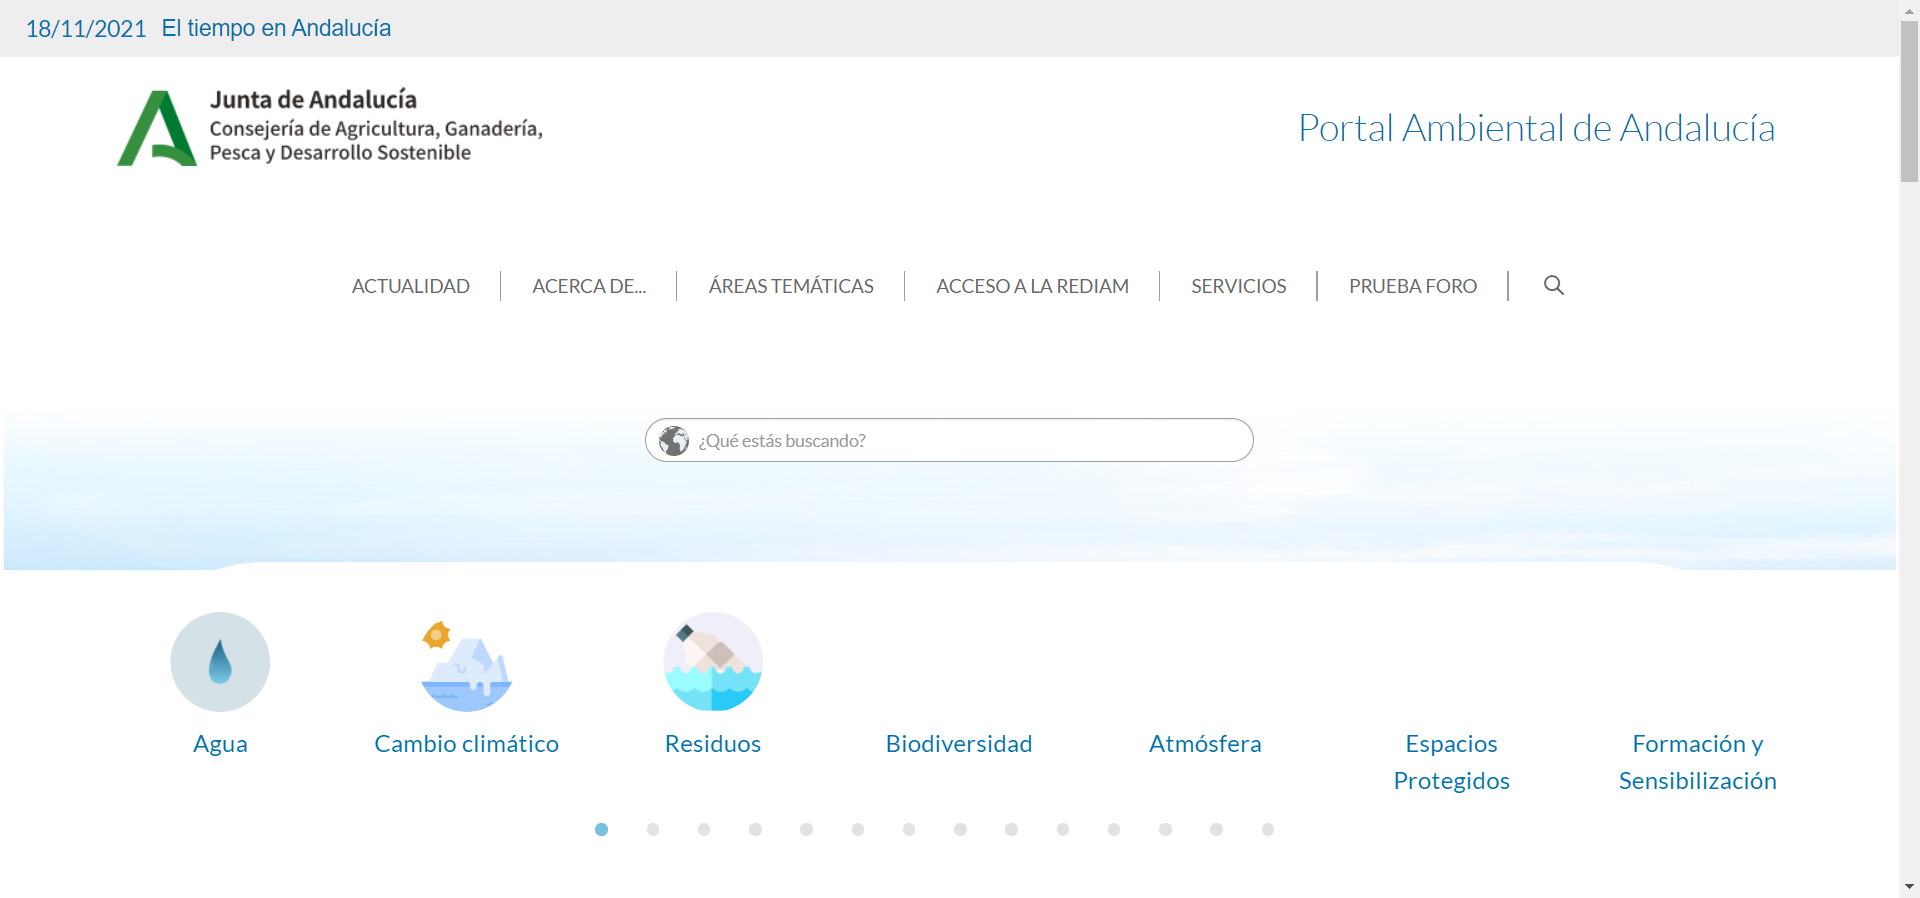 18/11/2021 El tiempo en Andalucía
Junta de Andalucía
Consejería de Agricultura, Ganadería,
Pesca y Desarrollo Sostenible
Portal Ambiental de Andalucía
ACTUALIDAD
ACERCA DE...
ÁREAS TEMÁTICAS
ACCESO A LA REDIAM
SERVICIOS
PRUEBA FORO
¿Qué estás buscando?
Agua
Cambio climático
Residuos
Biodiversidad
Atmósfera
Espacios
Protegidos
Formación y
Sensibilización